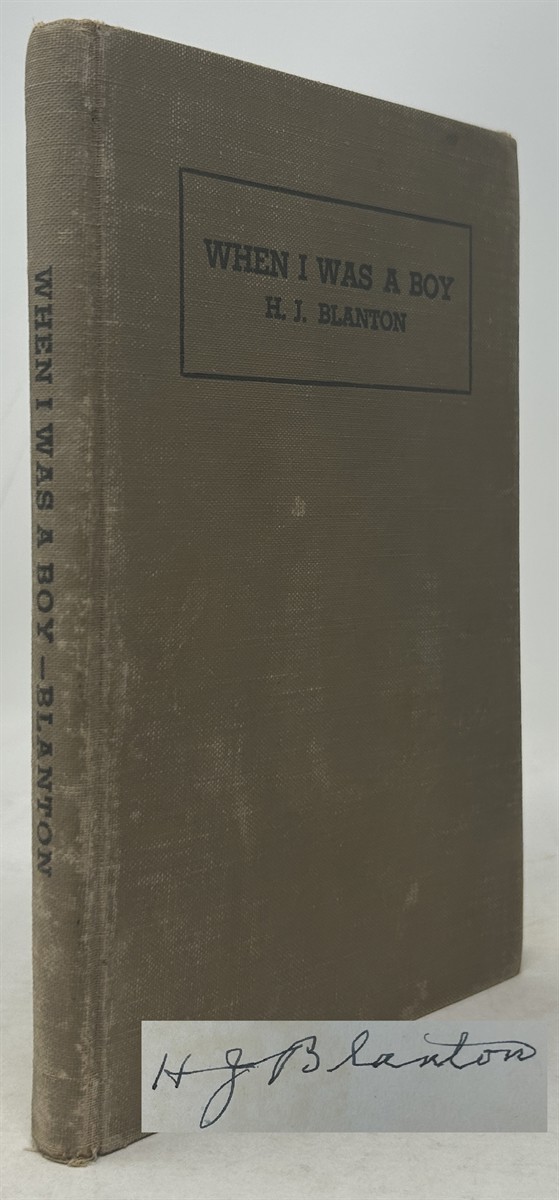 WHEN I WAS A BOY
H. J. BLANTON
WHEN I WAS A BOY — BLANTON
H J Blanton